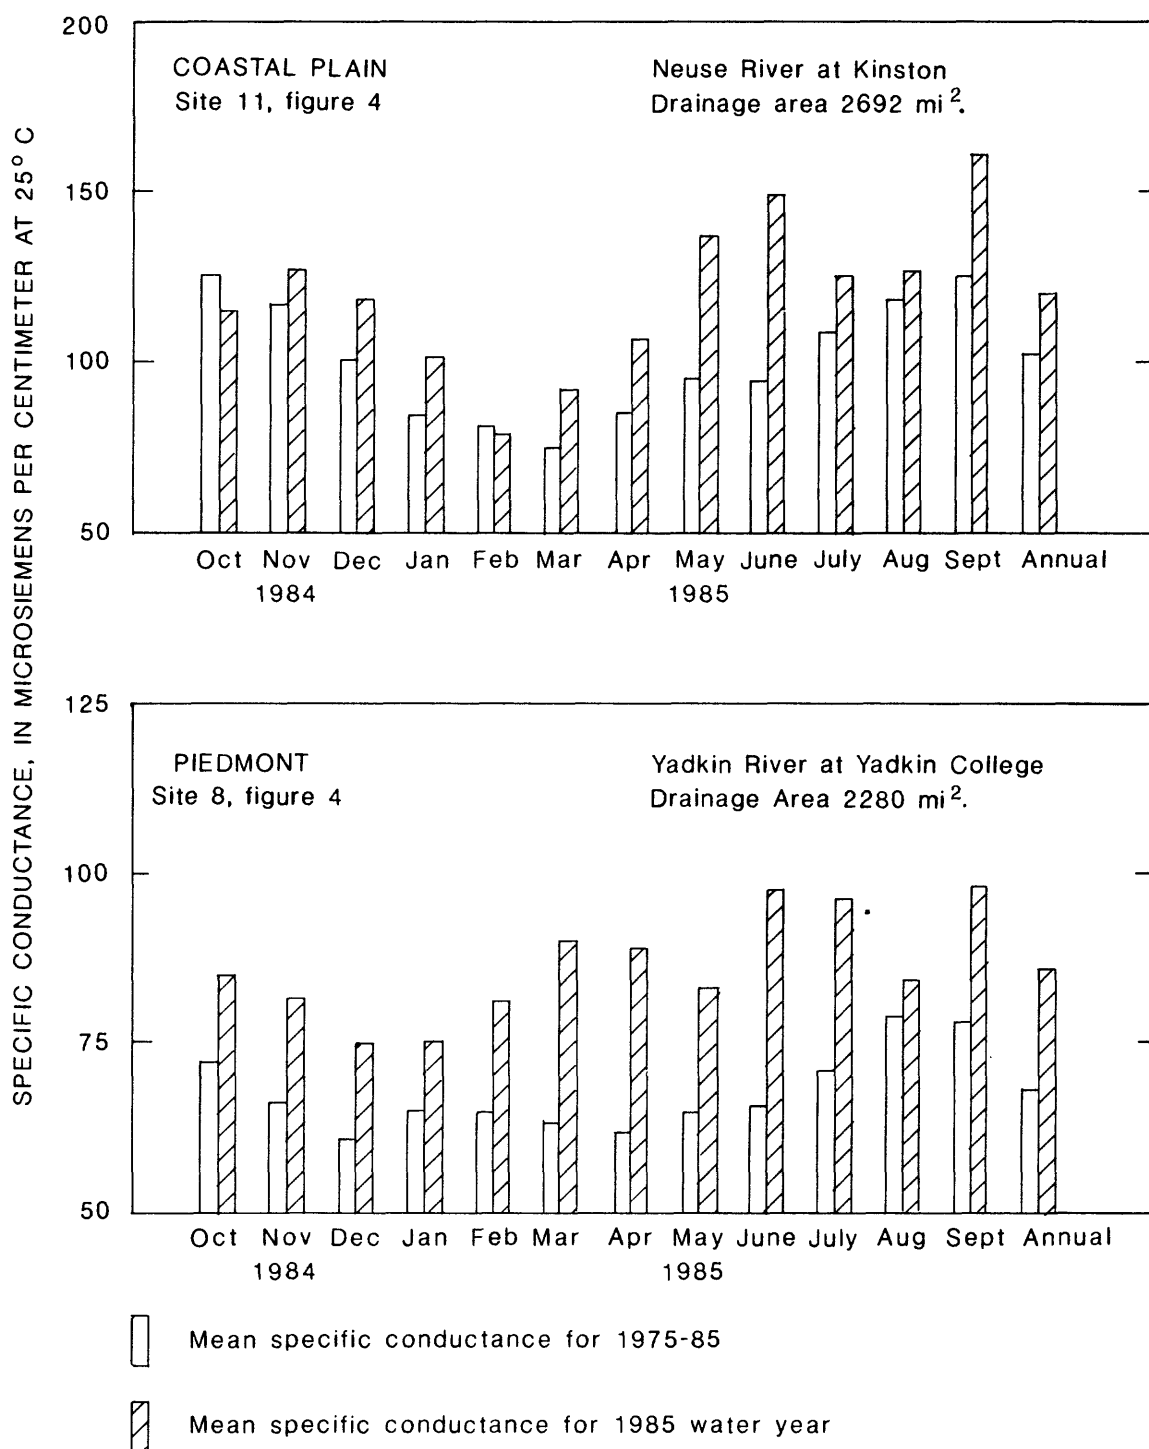 SPECIFIC CONDUCTANCE, IN MICROSIEMENS PER CENTIMETER AT 25° C
200
150
100
50
COASTAL PLAIN
Site 11, figure 4
Neuse River at Kinston
Drainage area 2692 mi².
Oct Nov Dec Jan Feb Mar Apr May June July Aug Sept Annual
1984 1985
125
100
75
50
PIEDMONT
Site 8, figure 4
Yadkin River at Yadkin College
Drainage Area 2280 mi².
Oct Nov Dec Jan Feb Mar Apr May June July Aug Sept Annual
1984 1985
Mean specific conductance for 1975-85
Mean specific conductance for 1985 water year